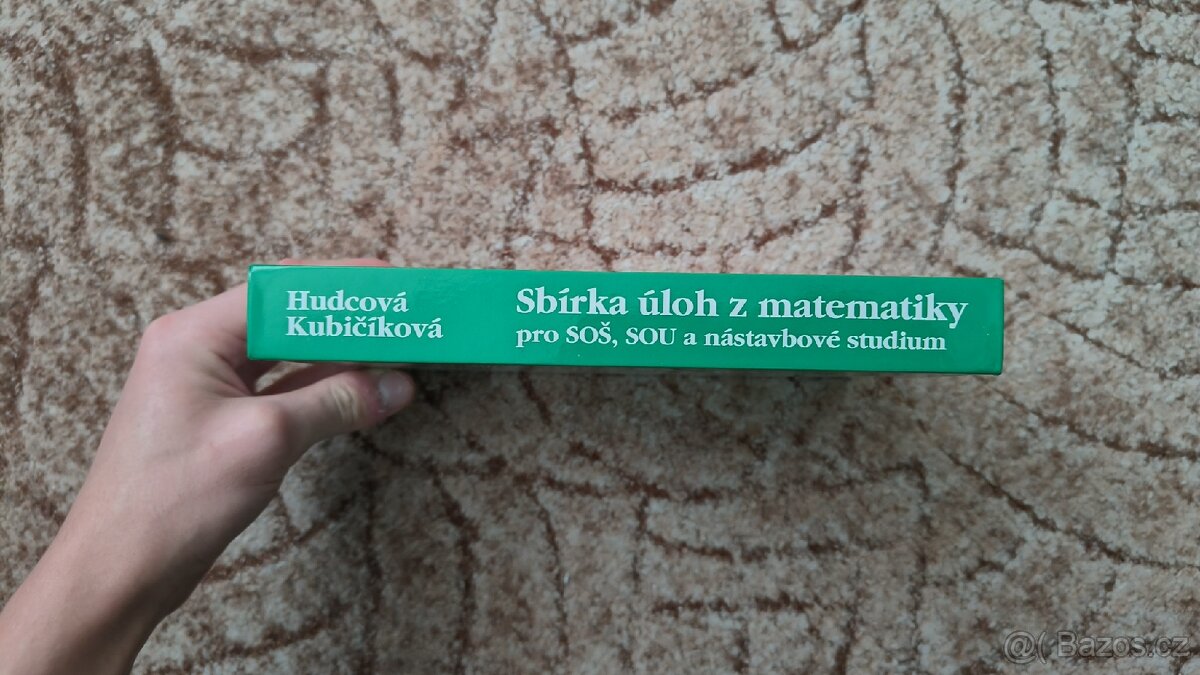 Hudcová
Kubičíková
Sbírka úloh z matematiky
pro SOŠ, SOU a nástavbové studium
@( Bazos.cz